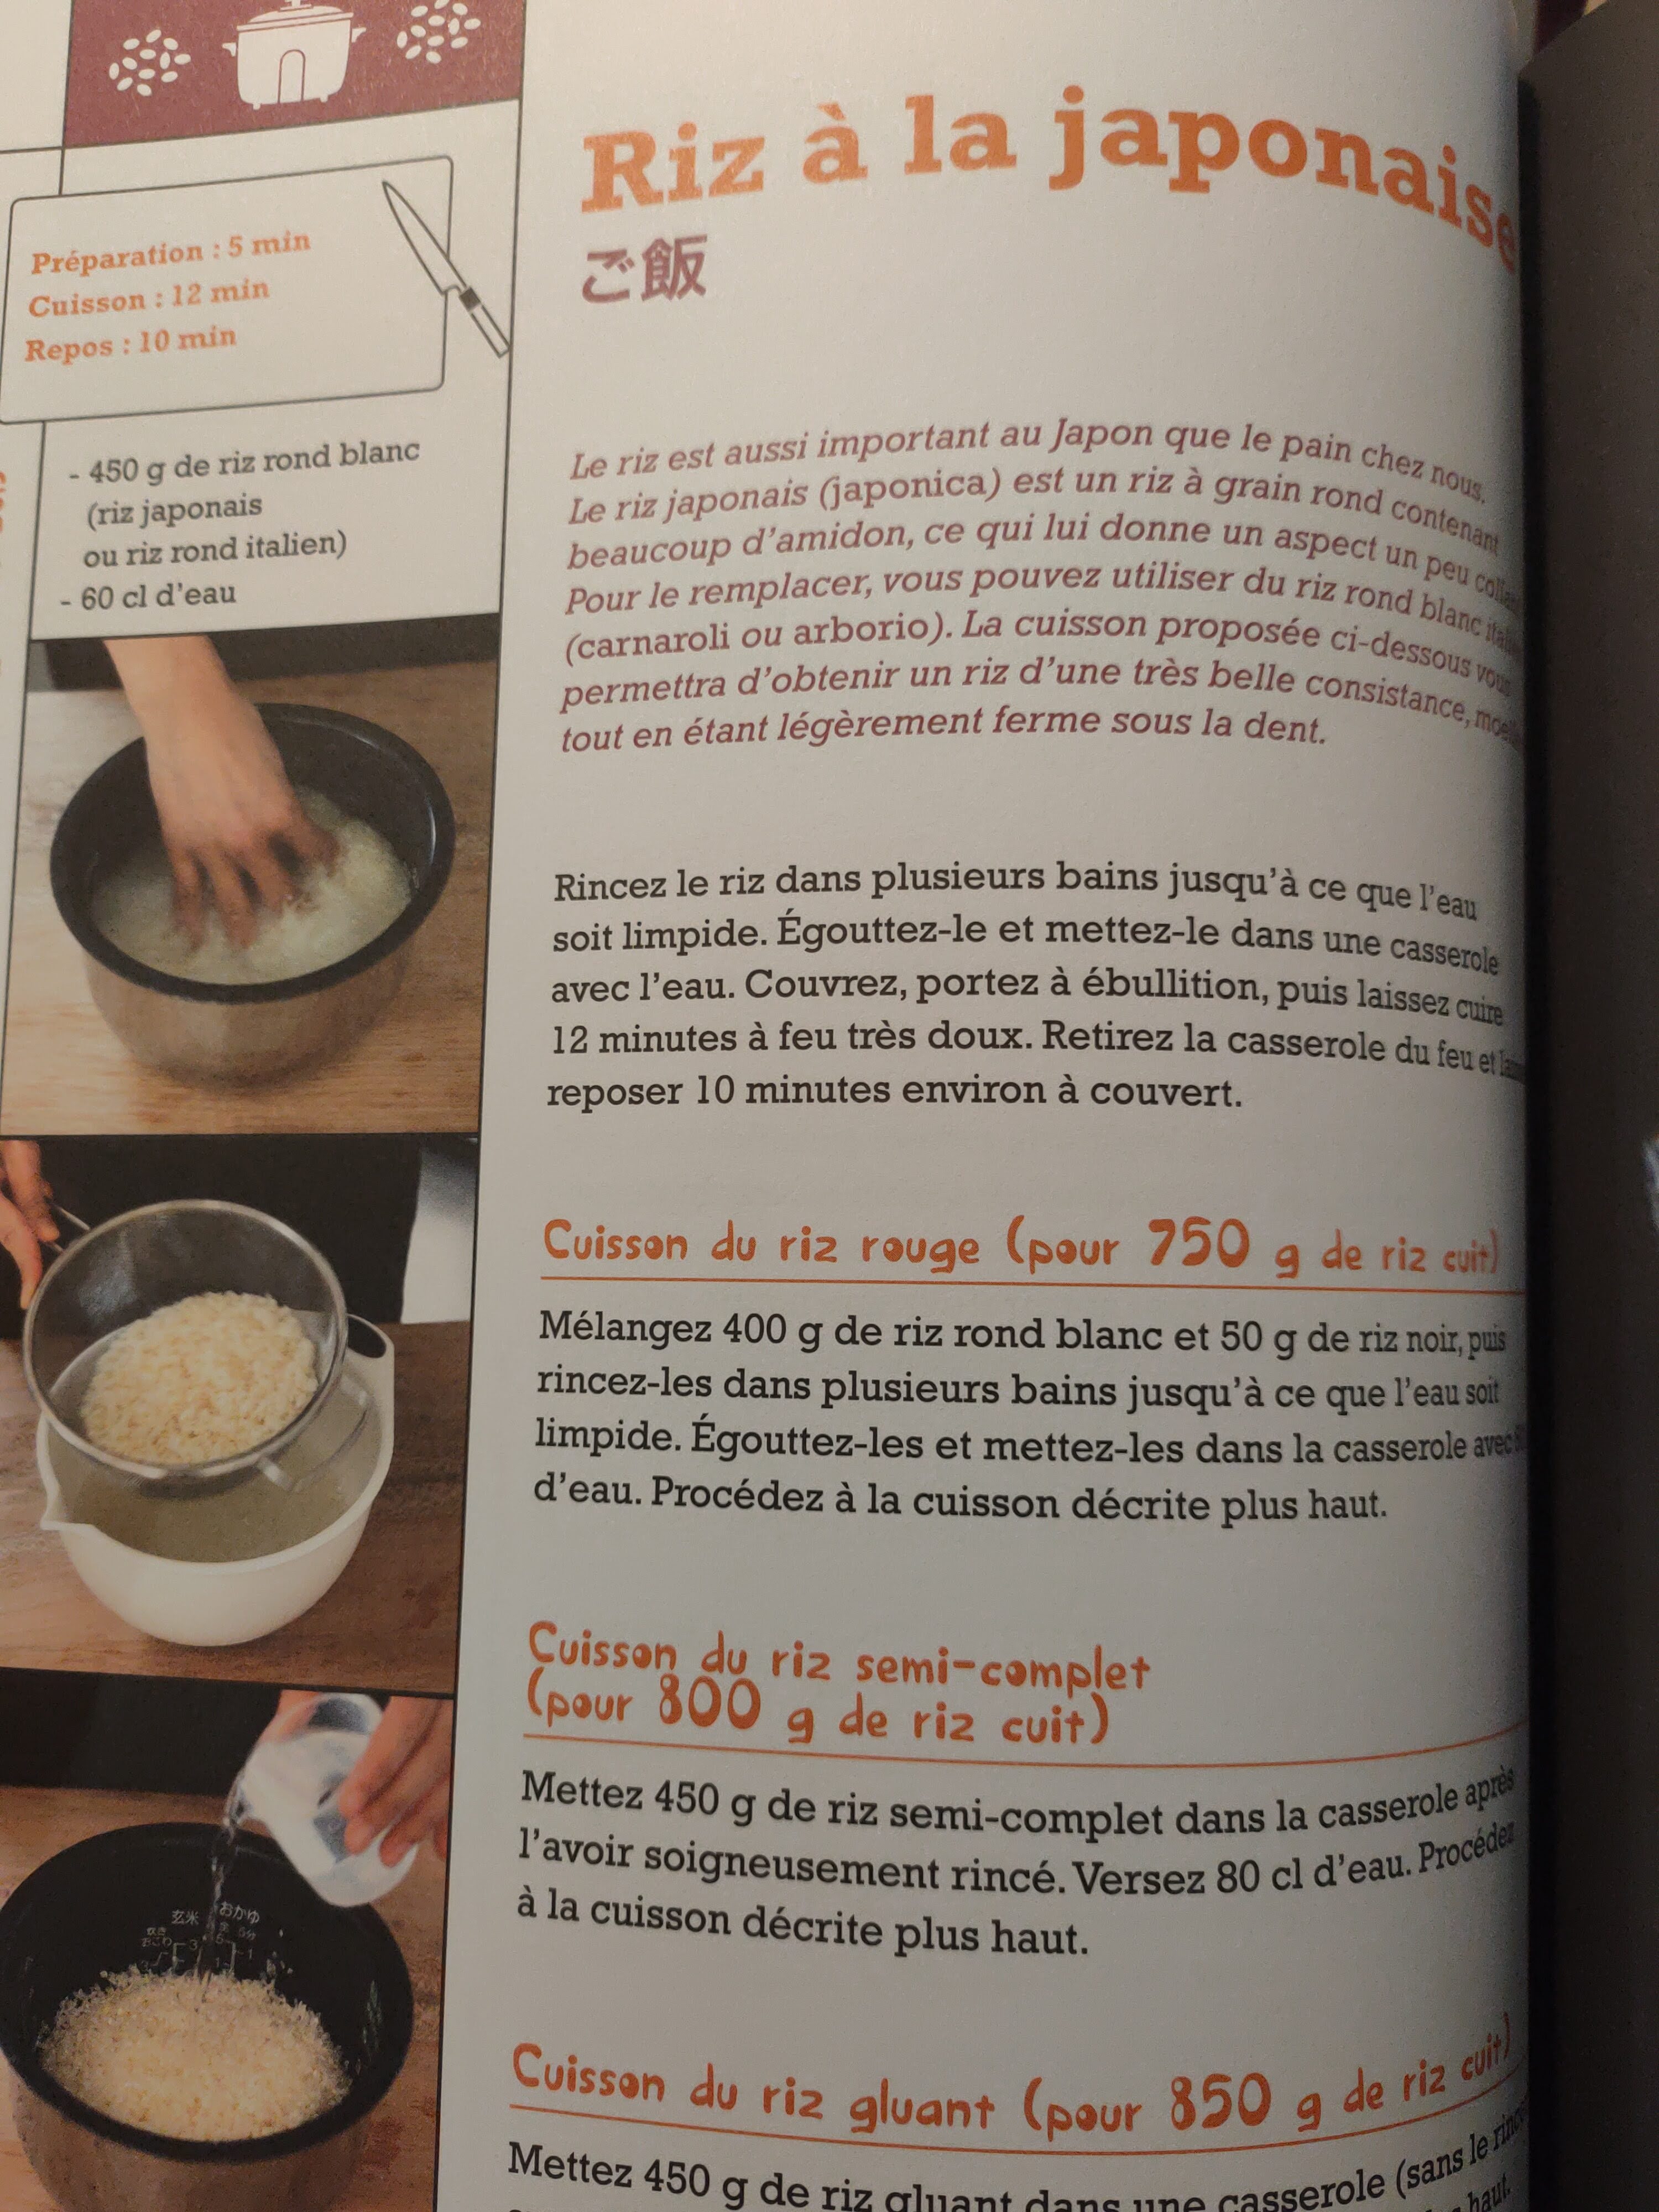 Riz à la japonaise
ご飯
Préparation : 5 min
Cuisson : 12 min
Repos : 10 min
- 450 g de riz rond blanc
(riz japonais
ou riz rond italien)
- 60 cl d'eau
Le riz est aussi important au Japon que le pain chez nous.
Le riz japonais (japonica) est un riz à grain rond contenant
beaucoup d'amidon, ce qui lui donne un aspect un peu
Pour le remplacer, vous pouvez utiliser du riz rond blanc
(carnaroli ou arborio). La cuisson proposée ci-dessous vous
permettra d'obtenir un riz d'une très belle consistance,
tout en étant légèrement ferme sous la dent.
Rincez le riz dans plusieurs bains jusqu'à ce que l'eau
soit limpide. Égouttez-le et mettez-le dans une casserole
avec l'eau. Couvrez, portez à ébullition, puis laissez cuire
12 minutes à feu très doux. Retirez la casserole du feu et
reposer 10 minutes environ à couvert.
Cuisson du riz rouge (pour 750 g de riz cuit)
Mélangez 400 g de riz rond blanc et 50 g de riz noir, puis
rincez-les dans plusieurs bains jusqu'à ce que l'eau soit
limpide. Égouttez-les et mettez-les dans la casserole avec
d'eau. Procédez à la cuisson décrite plus haut.
Cuisson du riz semi-complet
(pour 800 g de riz cuit)
Mettez 450 g de riz semi-complet dans la casserole après
l'avoir soigneusement rincé. Versez 80 cl d'eau. Procédez
à la cuisson décrite plus haut.
玄米 おかゆ
Cuisson du riz gluant (pour 850 g de riz cuit)
Mettez 450 g de riz gluant dans une casserole (sans le
haut.